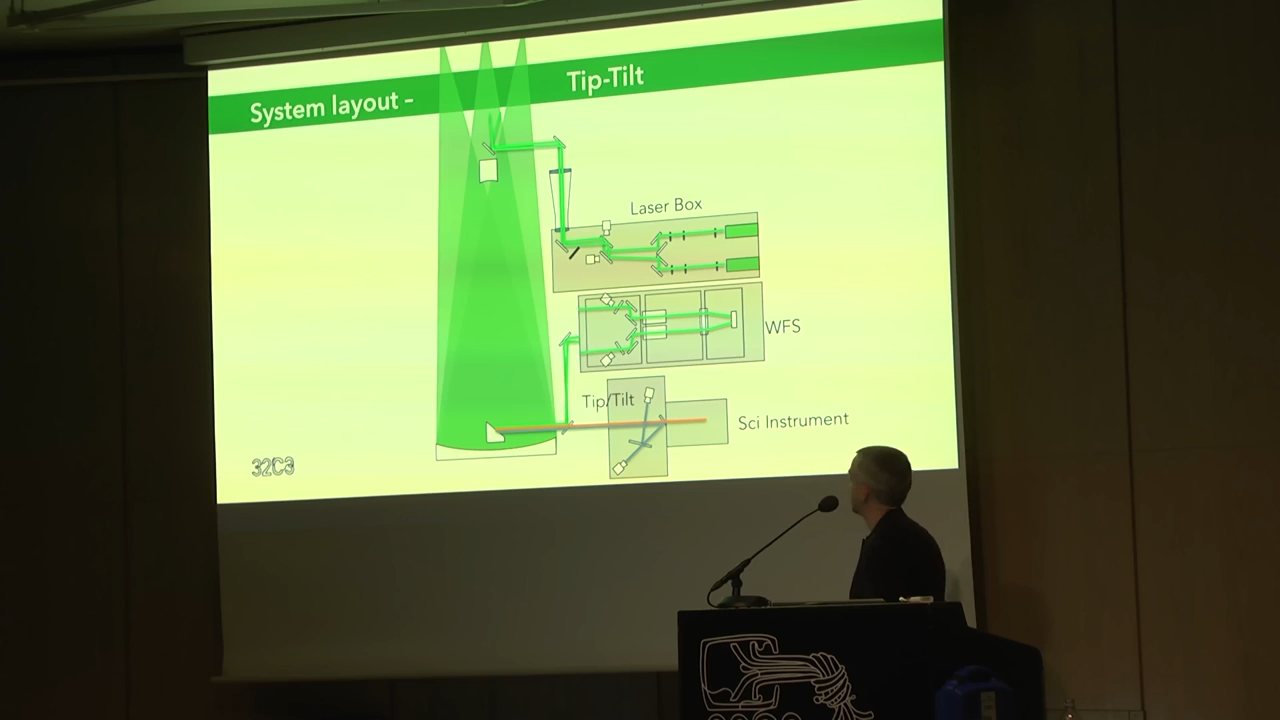 System layout –
Tip-Tilt
Laser Box
WFS
Tip/Tilt
Sci Instrument
32C3